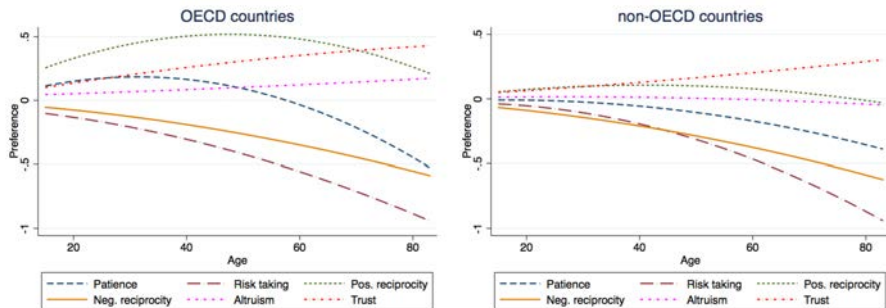 OECD countries
Preference
.5
0
-.5
-1
20 40 60 80
Age
Patience Risk taking Pos. reciprocity
Neg. reciprocity Altruism Trust
non-OECD countries
Preference
.5
0
-.5
-1
20 40 60 80
Age
Patience Risk taking Pos. reciprocity
Neg. reciprocity Altruism Trust